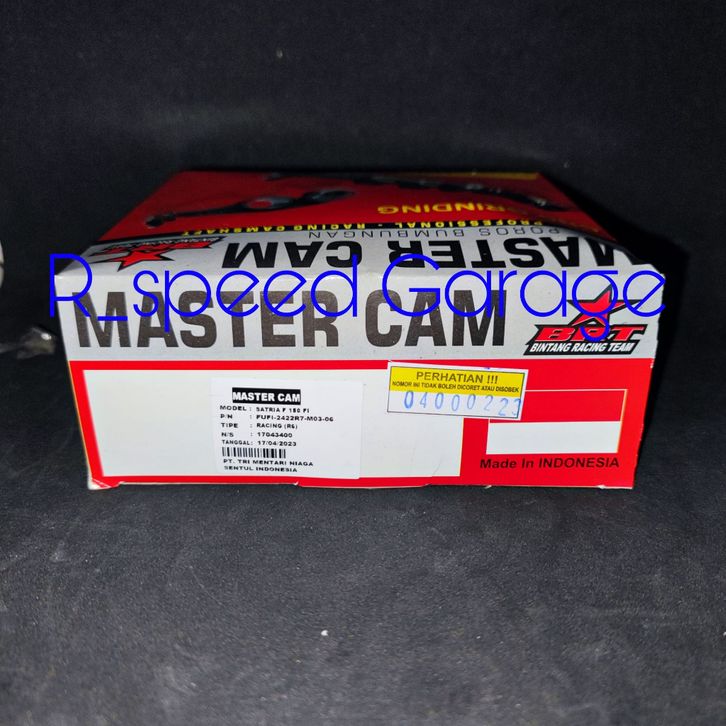 GRINDING
PROFESSIONAL - RACING CAMSHAFT
POROS BUMBUNGAN
MASTER CAM
R_speed Garage
MASTER CAM
BRT
BINTANG RACING TEAM
PERHATIAN !!!
NOMOR INI TIDAK BOLEH DICORET ATAU DISOBEK
04000223
MASTER CAM
MODEL : SATRIA F 150 FI
P/N : FUFI-2422R7-M03-06
TIPE : RACING (R6)
N/S : 17043400
TANGGAL: 17/04/2023
PT. TRI MENTARI NIAGA
SENTUL INDONESIA
Made In INDONESIA